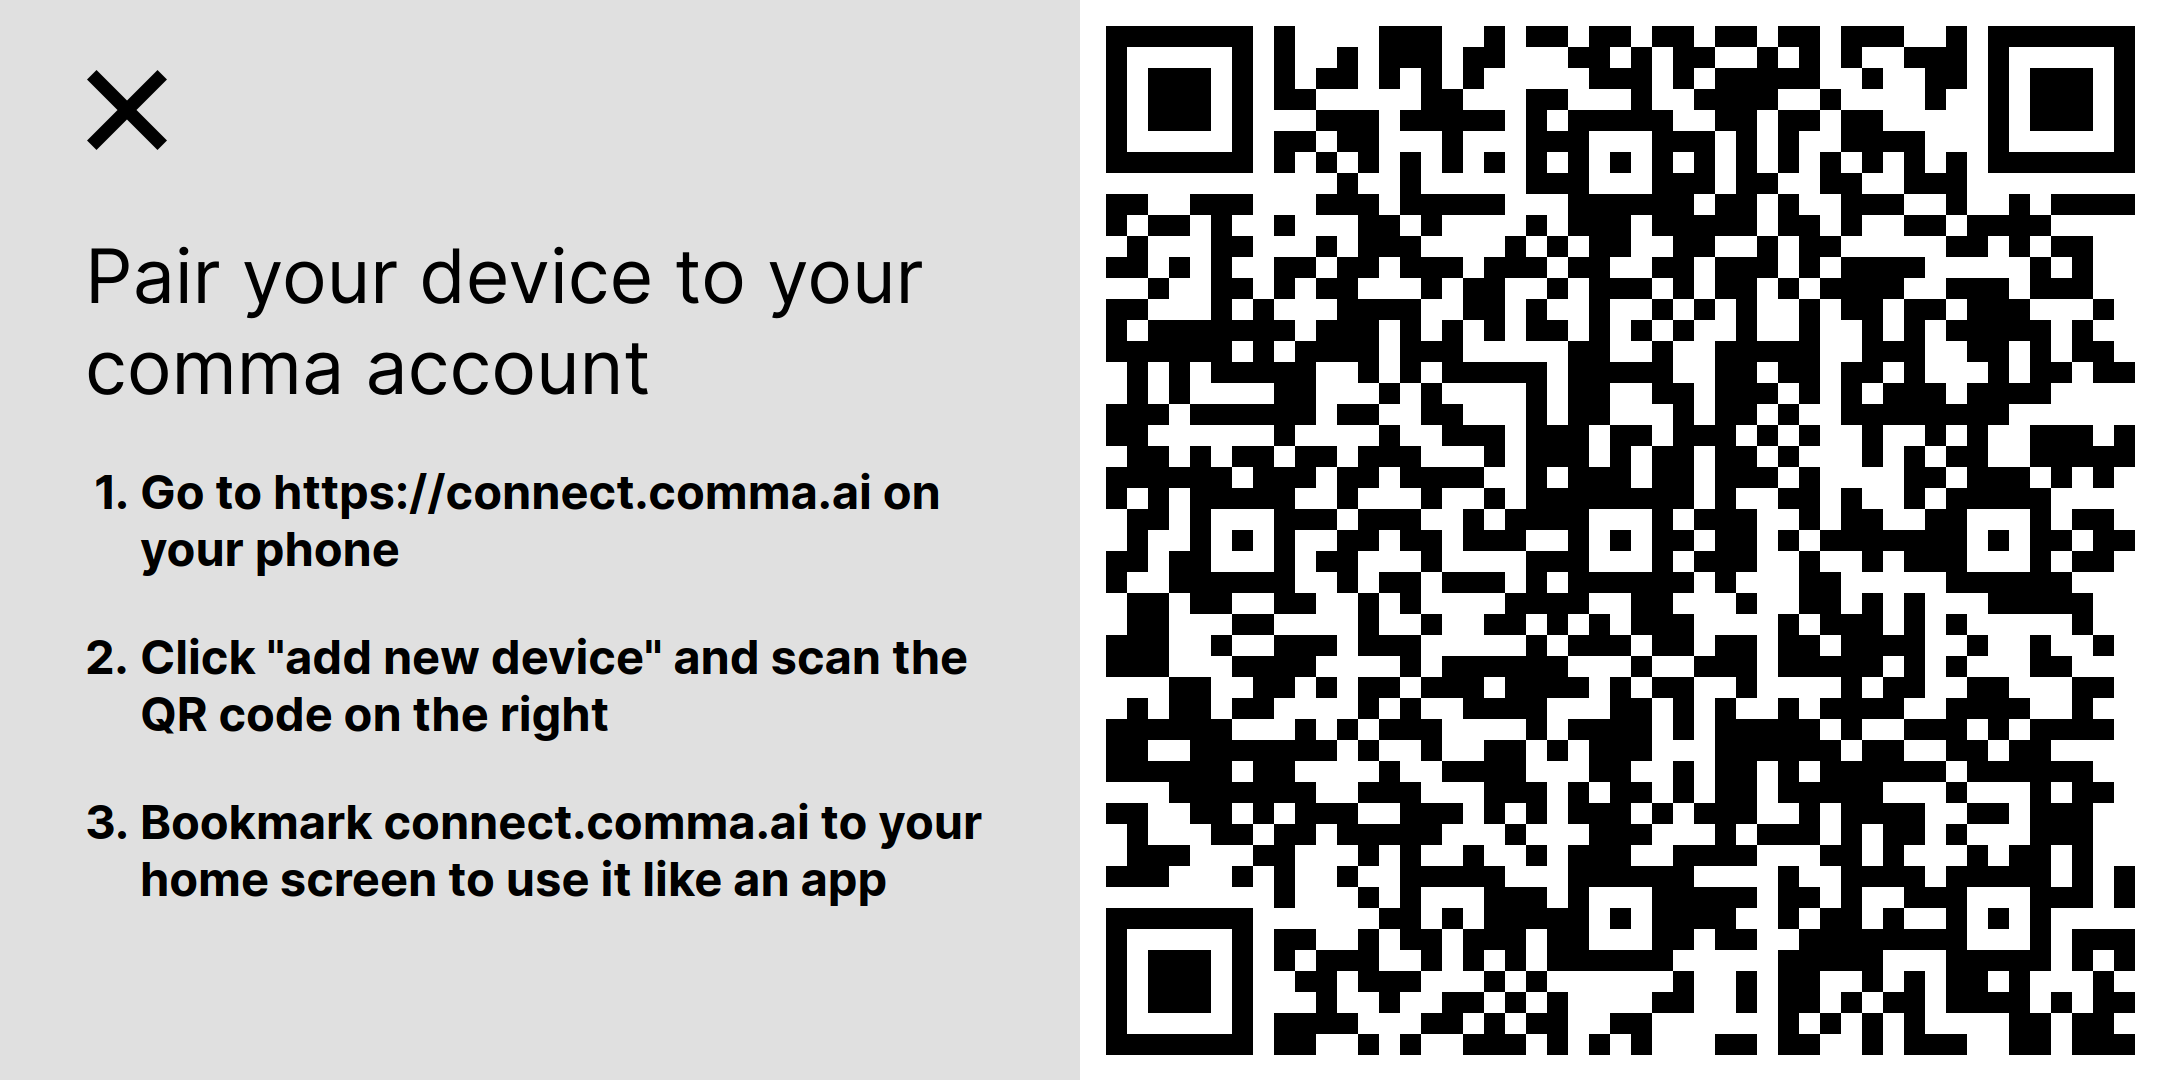 Pair your device to your
comma account
1. Go to https://connect.comma.ai on
your phone
2. Click "add new device" and scan the
QR code on the right
3. Bookmark connect.comma.ai to your
home screen to use it like an app